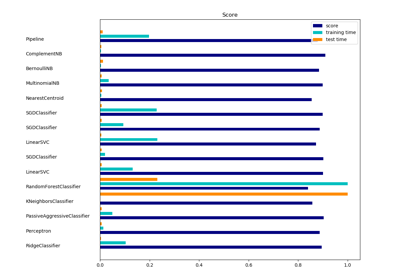 Score
score
training time
test time
Pipeline
ComplementNB
BernoulliNB
MultinomialNB
NearestCentroid
SGDClassifier
SGDClassifier
LinearSVC
SGDClassifier
LinearSVC
RandomForestClassifier
KNeighborsClassifier
PassiveAggressiveClassifier
Perceptron
RidgeClassifier
0.0 0.2 0.4 0.6 0.8 1.0